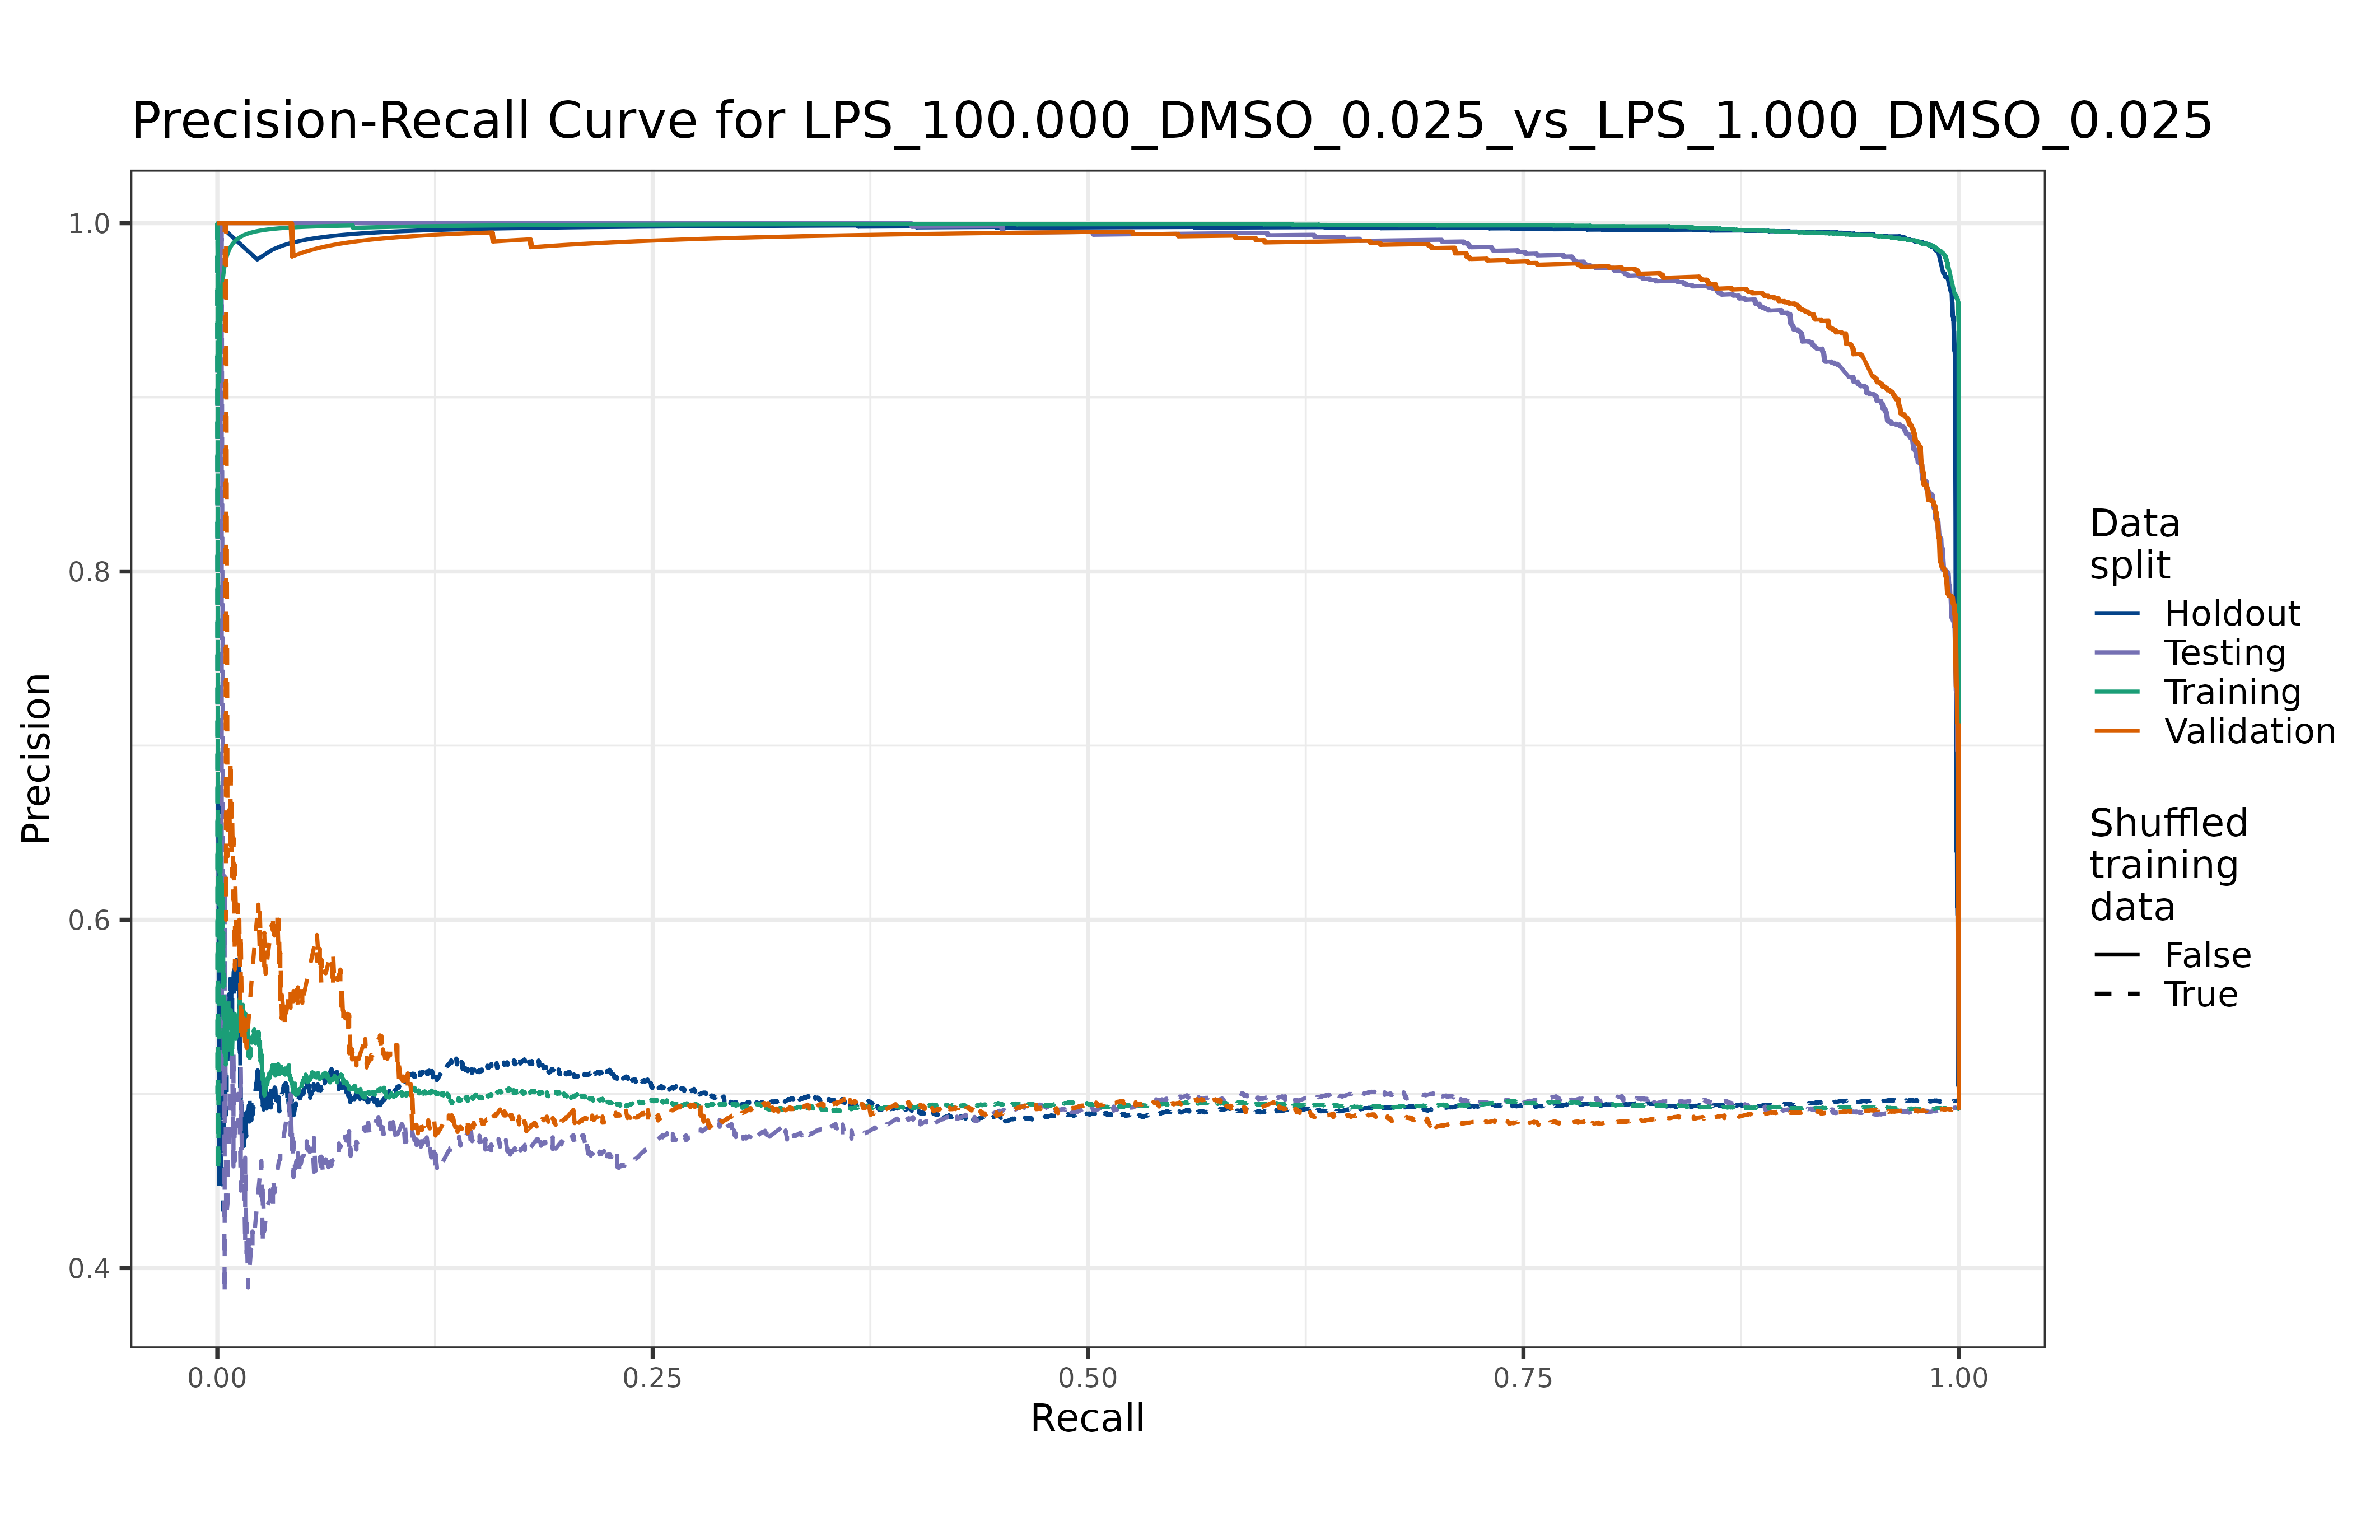 Precision-Recall Curve for LPS_100.000_DMSO_0.025_vs_LPS_1.000_DMSO_0.025
Precision
1.0
0.8
0.6
0.4
0.00
0.25
0.50
0.75
1.00
Recall
Data
split
Holdout
Testing
Training
Validation
Shuffled
training
data
False
True